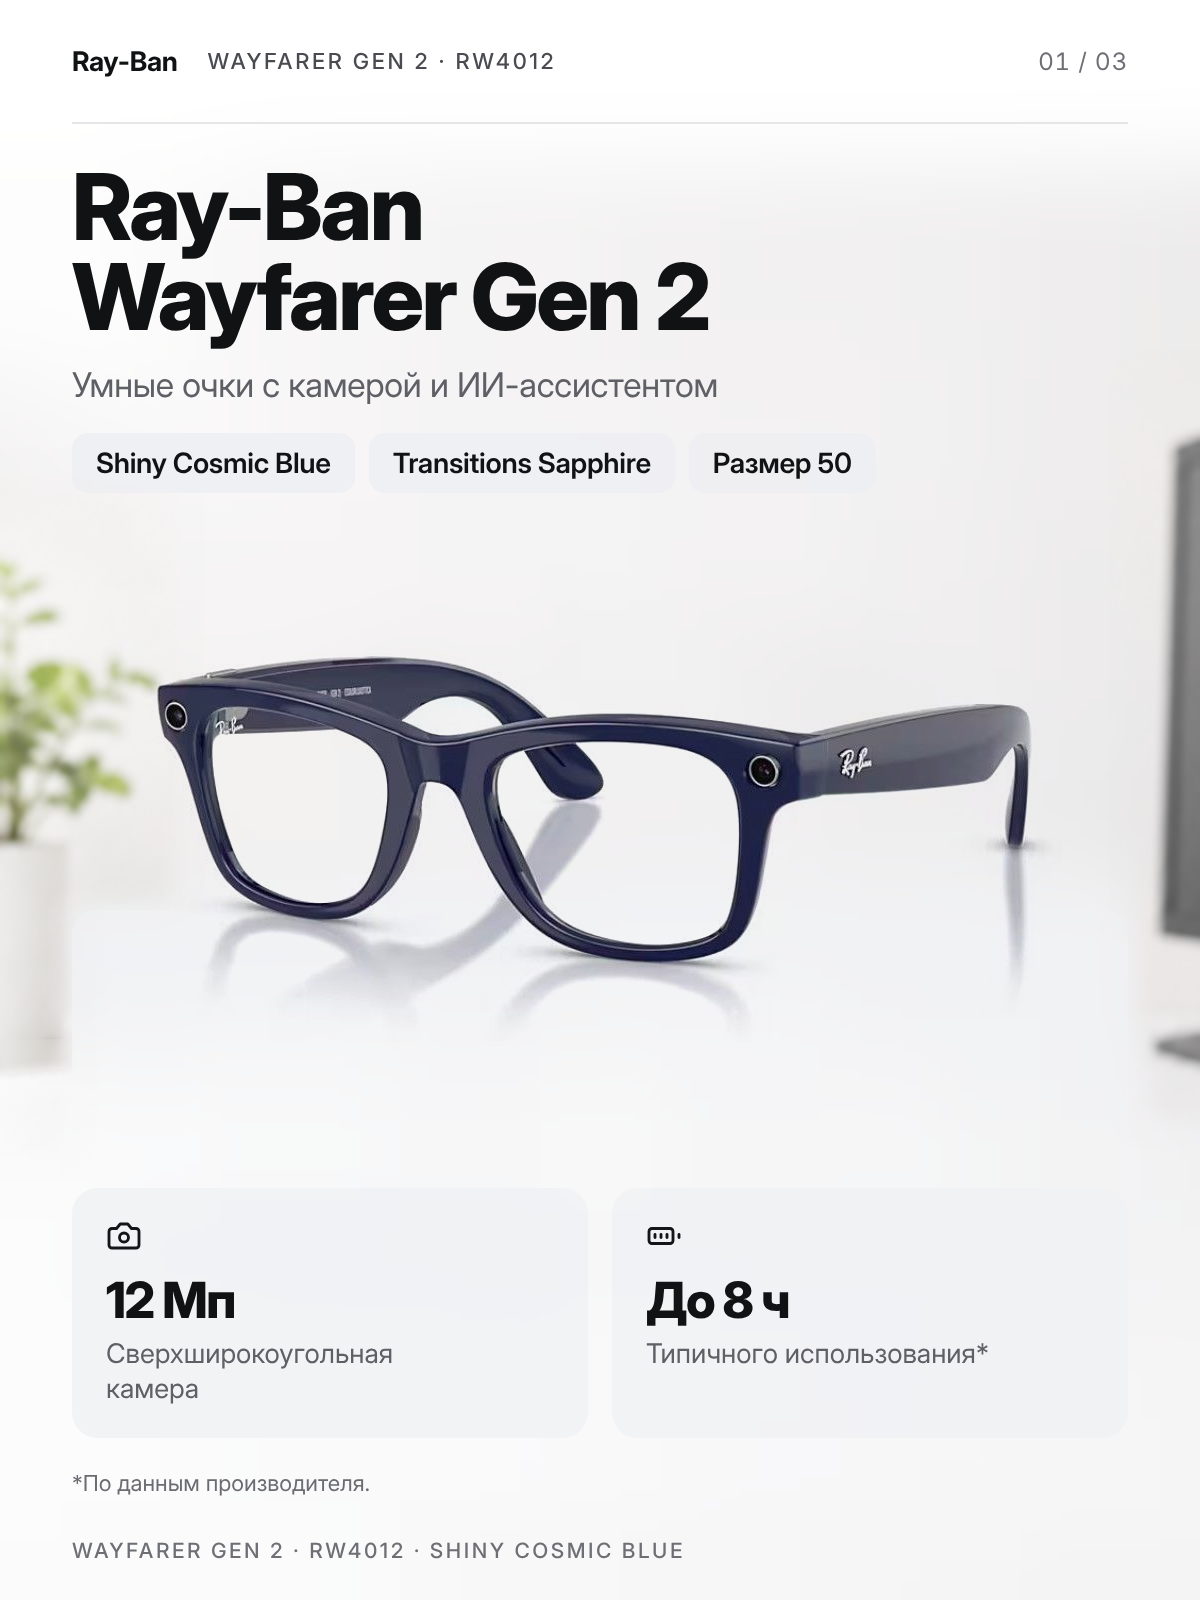 Ray-Ban WAYFARER GEN 2 · RW4012 01 / 03
Ray-Ban
Wayfarer Gen 2
Умные очки с камерой и ИИ-ассистентом
Shiny Cosmic Blue Transitions Sapphire Размер 50
Ray-Ban
Ray-Ban
12 Мп
Сверхширокоугольная
камера
До 8 ч
Типичного использования*
*По данным производителя.
WAYFARER GEN 2 · RW4012 · SHINY COSMIC BLUE